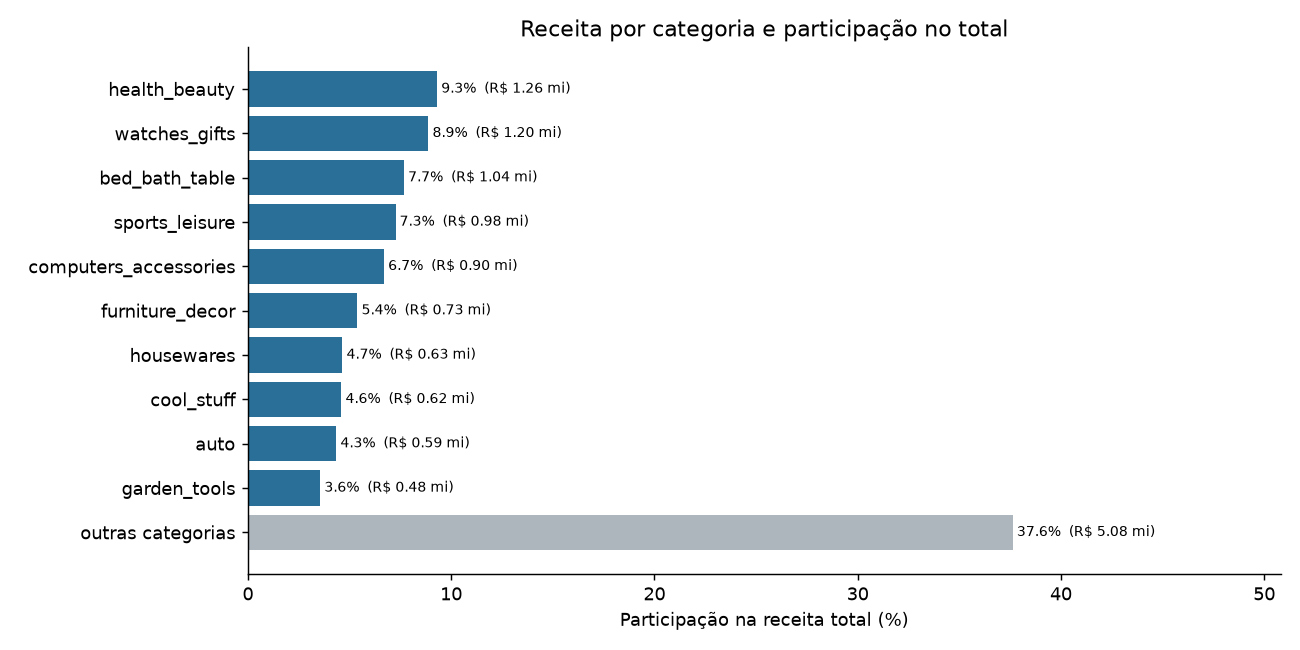 Receita por categoria e participação no total
health_beauty 9.3% (R$ 1.26 mi)
watches_gifts 8.9% (R$ 1.20 mi)
bed_bath_table 7.7% (R$ 1.04 mi)
sports_leisure 7.3% (R$ 0.98 mi)
computers_accessories 6.7% (R$ 0.90 mi)
furniture_decor 5.4% (R$ 0.73 mi)
housewares 4.7% (R$ 0.63 mi)
cool_stuff 4.6% (R$ 0.62 mi)
auto 4.3% (R$ 0.59 mi)
garden_tools 3.6% (R$ 0.48 mi)
outras categorias 37.6% (R$ 5.08 mi)
0 10 20 30 40 50
Participação na receita total (%)